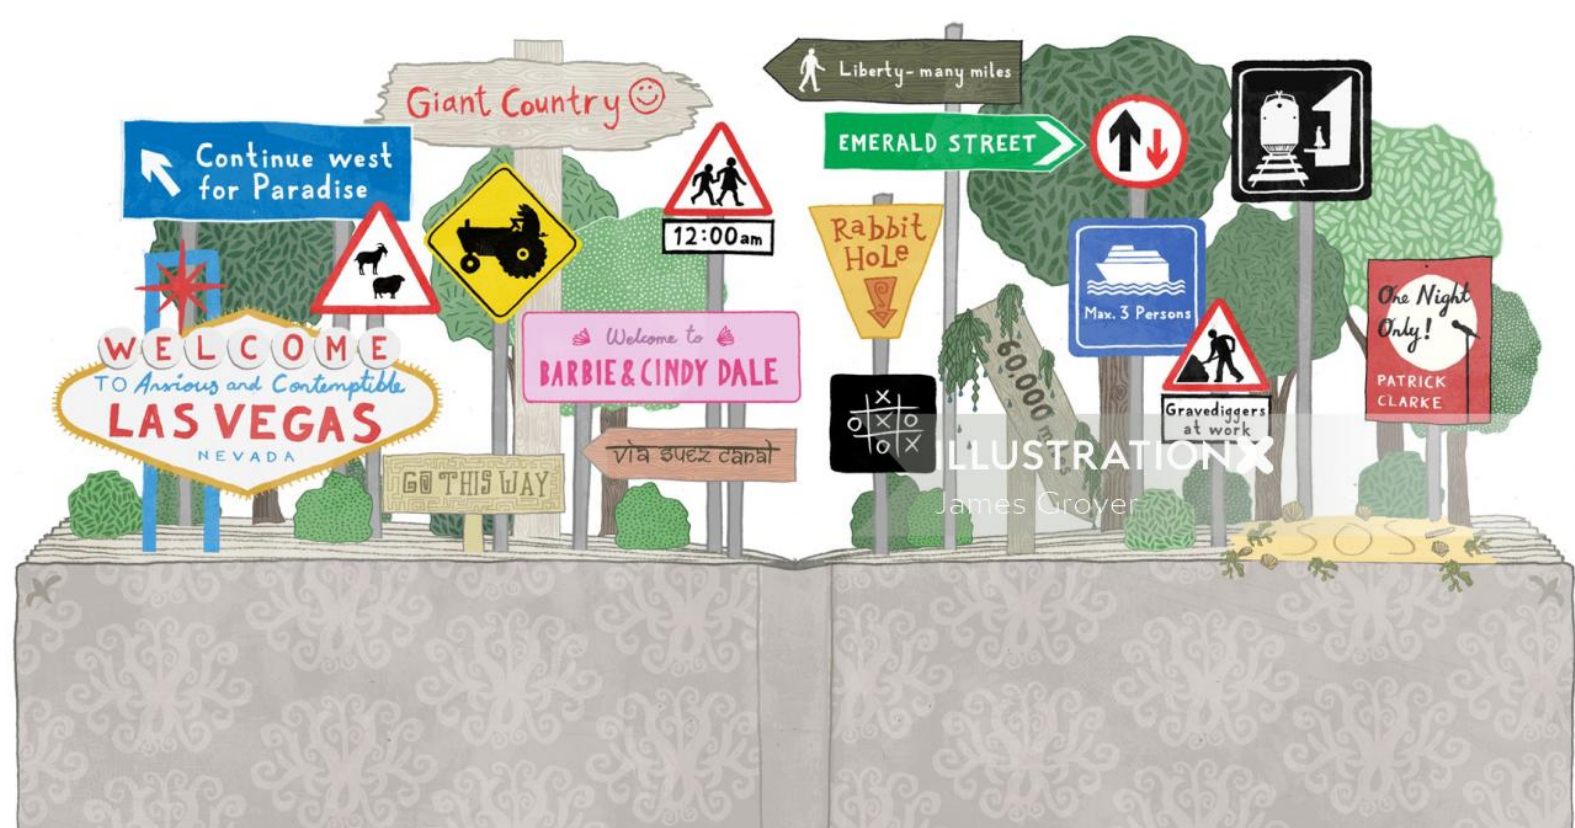 Continue west
for Paradise
Giant Country
12:00am
WELCOME
TO Anxious and Contemptible
LAS VEGAS
NEVADA
Welcome to
BARBIE & CINDY DALE
GO THIS WAY
via suez canal
Liberty - many miles
EMERALD STREET
Rabbit
Hole
X
O X O
O X
60,000 m
Max. 3 Persons
Gravediggers
at work
One Night
Only!
PATRICK
CLARKE
SOS
ILLUSTRATIONX
James Grover